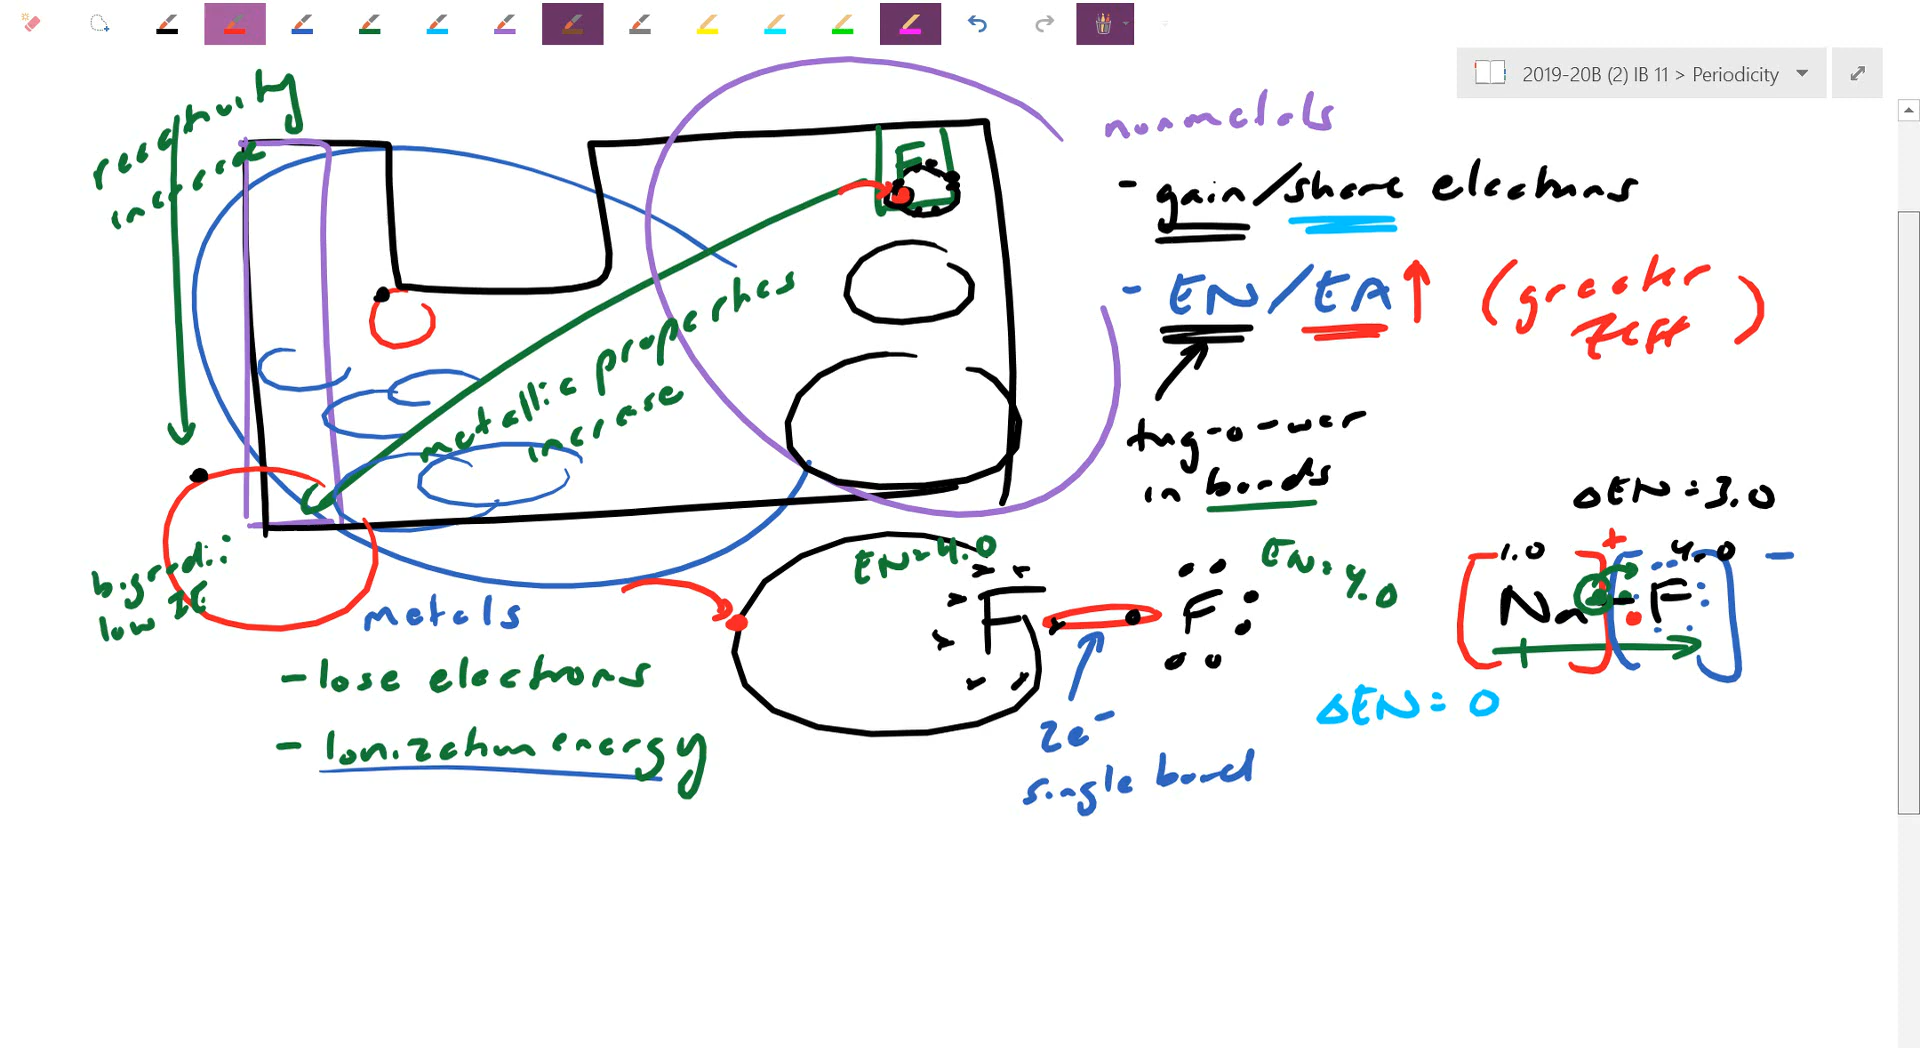 2019-20B (2) IB 11 > Periodicity
reactivity
increase
nonmetals
- gain/share electrons
F
- EN/EA↑ (greater
Zeff)
metallic properties
increase
tug-o-war
in bonds
ΔEN = 3.0
big radii
low IE
EN = 4.0
EN = 4.0
1.0 + 4.0 -
F F
Na - F
metals
- lose electrons
ΔEN = 0
2e⁻
- Ionization energy
single bond